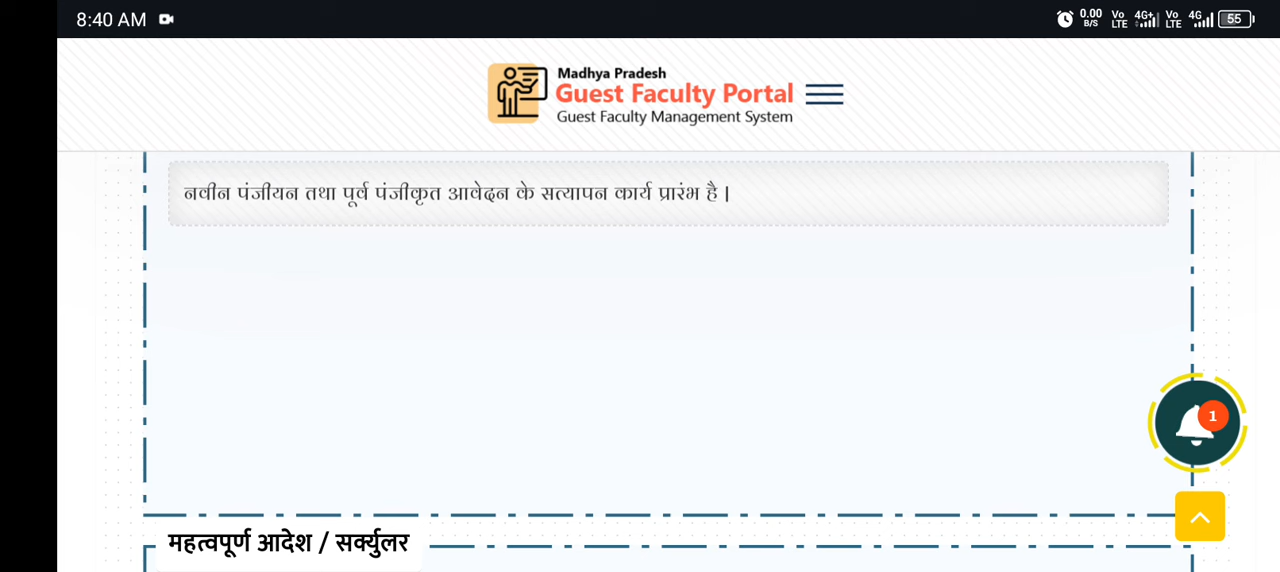 8:40 AM
0.00 B/S Vo LTE 4G+ Vo LTE 4G 55
Madhya Pradesh
Guest Faculty Portal
Guest Faculty Management System
नवीन पंजीयन तथा पूर्व पंजीकृत आवेदन के सत्यापन कार्य प्रारंभ है |
1
महत्वपूर्ण आदेश / सर्क्युलर